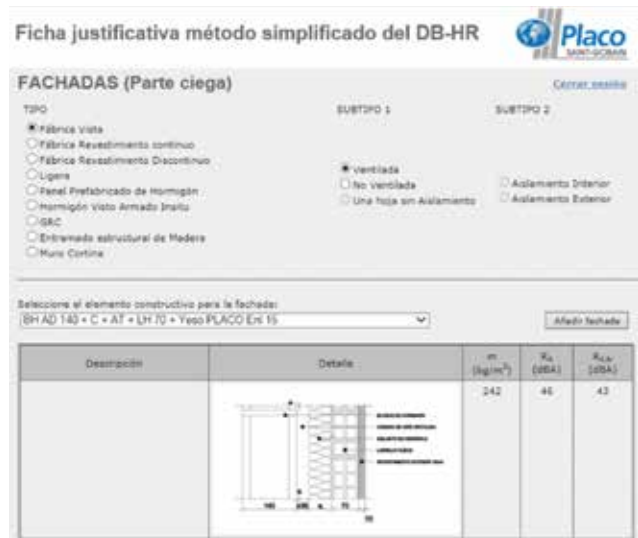 Ficha justificativa método simplificado del DB-HR
Placo
SAINT-GOBAIN
FACHADAS (Parte ciega)
Cerrar sesión
TIPO
SUBTIPO 1
SUBTIPO 2
Fábrica Vista
Fábrica Revestimiento continuo
Fábrica Revestimiento Discontinuo
Ligera
Panel Prefabricado de Hormigón
Hormigón Visto Armado Insitu
GRC
Entramado estructural de Madera
Muro Cortina
Ventilada
No Ventilada
Una hoja sin Aislamiento
Aislamiento Interior
Aislamiento Exterior
Seleccione el elemento constructivo para la fachada:
BH AD 140 + C + AT + LH 70 + Yeso PLACO Enl 15
Añadir fachada
Descripción
Detalle
m (kg/m²)
RA (dBA)
RA,tr (dBA)
242
46
43
140
70